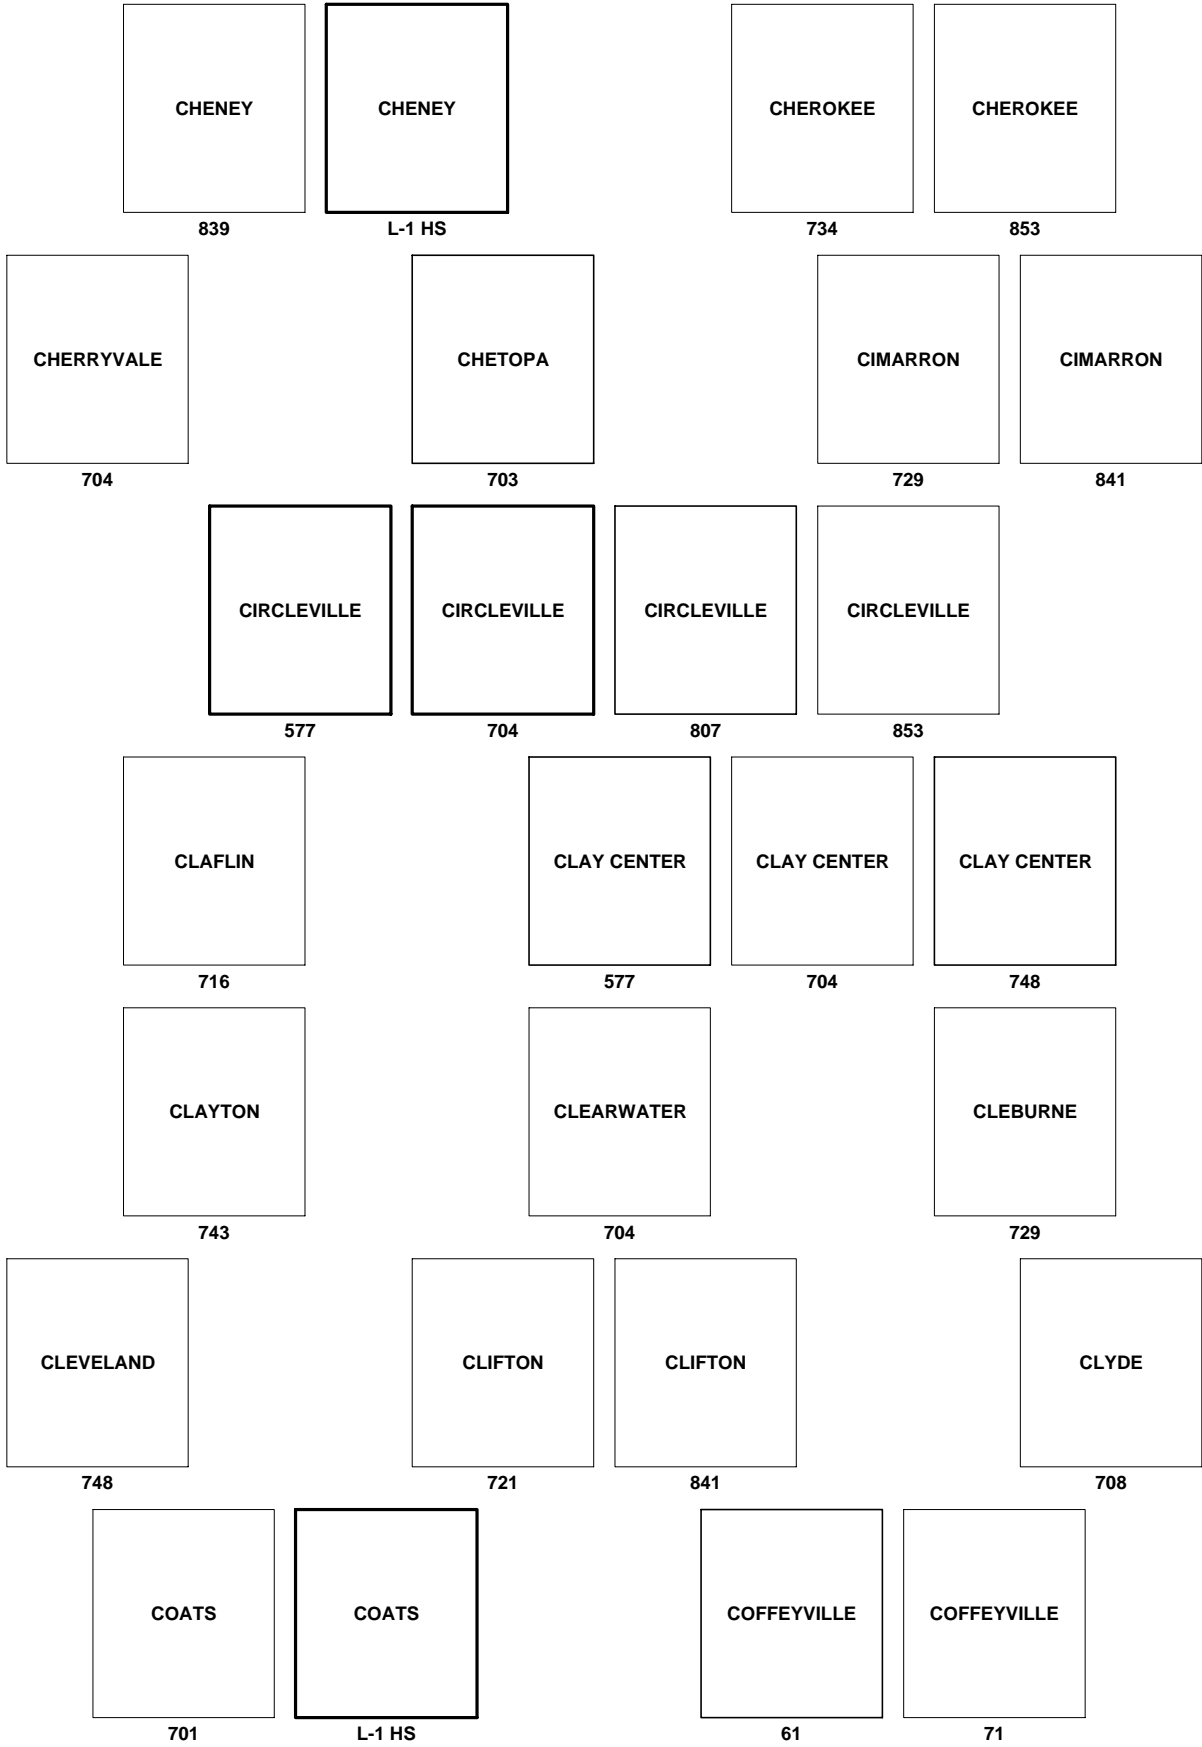 CHENEY CHENEY CHEROKEE CHEROKEE
839 L-1 HS 734 853
CHERRYVALE CHETOPA CIMARRON CIMARRON
704 703 729 841
CIRCLEVILLE CIRCLEVILLE CIRCLEVILLE CIRCLEVILLE
577 704 807 853
CLAFLIN CLAY CENTER CLAY CENTER CLAY CENTER
716 577 704 748
CLAYTON CLEARWATER CLEBURNE
743 704 729
CLEVELAND CLIFTON CLIFTON CLYDE
748 721 841 708
COATS COATS COFFEYVILLE COFFEYVILLE
701 L-1 HS 61 71